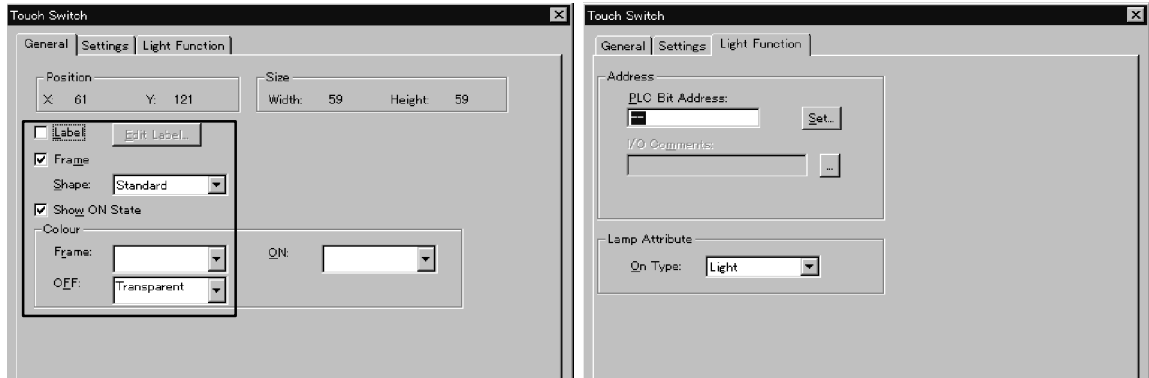 Touch Switch
General Settings Light Function
Position
X 61 Y: 121
Size
Width: 59 Height: 59
Label Edit Label...
Frame
Shape: Standard
Show ON State
Colour
Frame:
ON:
OFF: Transparent
Touch Switch
General Settings Light Function
Address
PLC Bit Address:
--
Set...
I/O Comments:
...
Lamp Attribute
On Type: Light